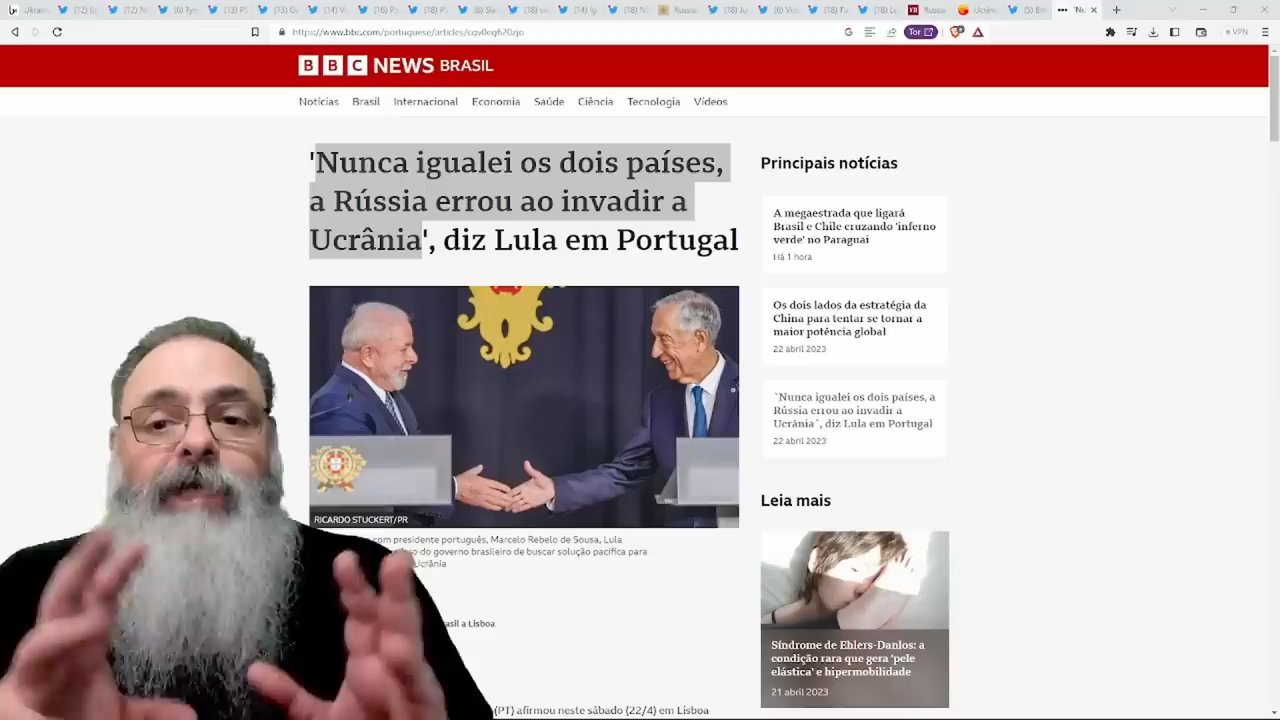 https://www.bbc.com/portuguese/articles/cqv0eg620zjo
Tor
VPN
BBC NEWS BRASIL
Notícias Brasil Internacional Economia Saúde Ciência Tecnologia Vídeos
'Nunca igualei os dois países,
a Rússia errou ao invadir a
Ucrânia', diz Lula em Portugal
RICARDO STUCKERT/PR
com presidente português, Marcelo Rebelo de Sousa, Lula
do governo brasileiro de buscar solução pacífica para
a Lisboa
(PT) afirmou neste sábado (22/4) em Lisboa
Principais notícias
A megaestrada que ligará
Brasil e Chile cruzando 'inferno
verde' no Paraguai
Há 1 hora
Os dois lados da estratégia da
China para tentar se tornar a
maior potência global
22 abril 2023
`Nunca igualei os dois países, a
Rússia errou ao invadir a
Ucrânia`, diz Lula em Portugal
22 abril 2023
Leia mais
Síndrome de Ehlers-Danlos: a
condição rara que gera 'pele
elástica' e hipermobilidade
21 abril 2023